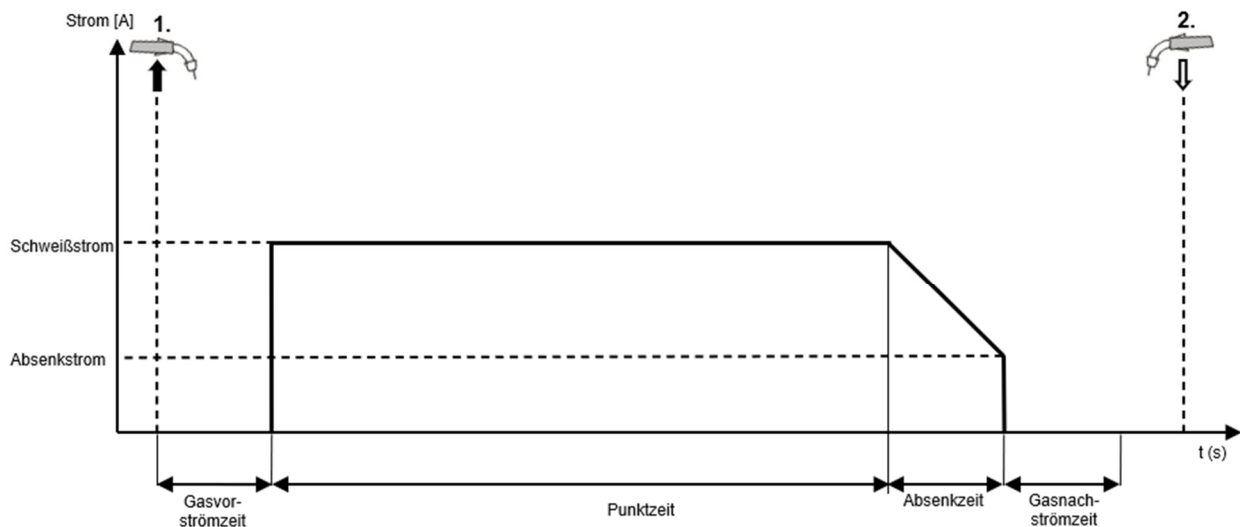 Strom [A]
1.
2.
Schweißstrom
Absenkstrom
t (s)
Gasvor-
strömzeit
Punktzeit
Absenkzeit
Gasnach-
strömzeit